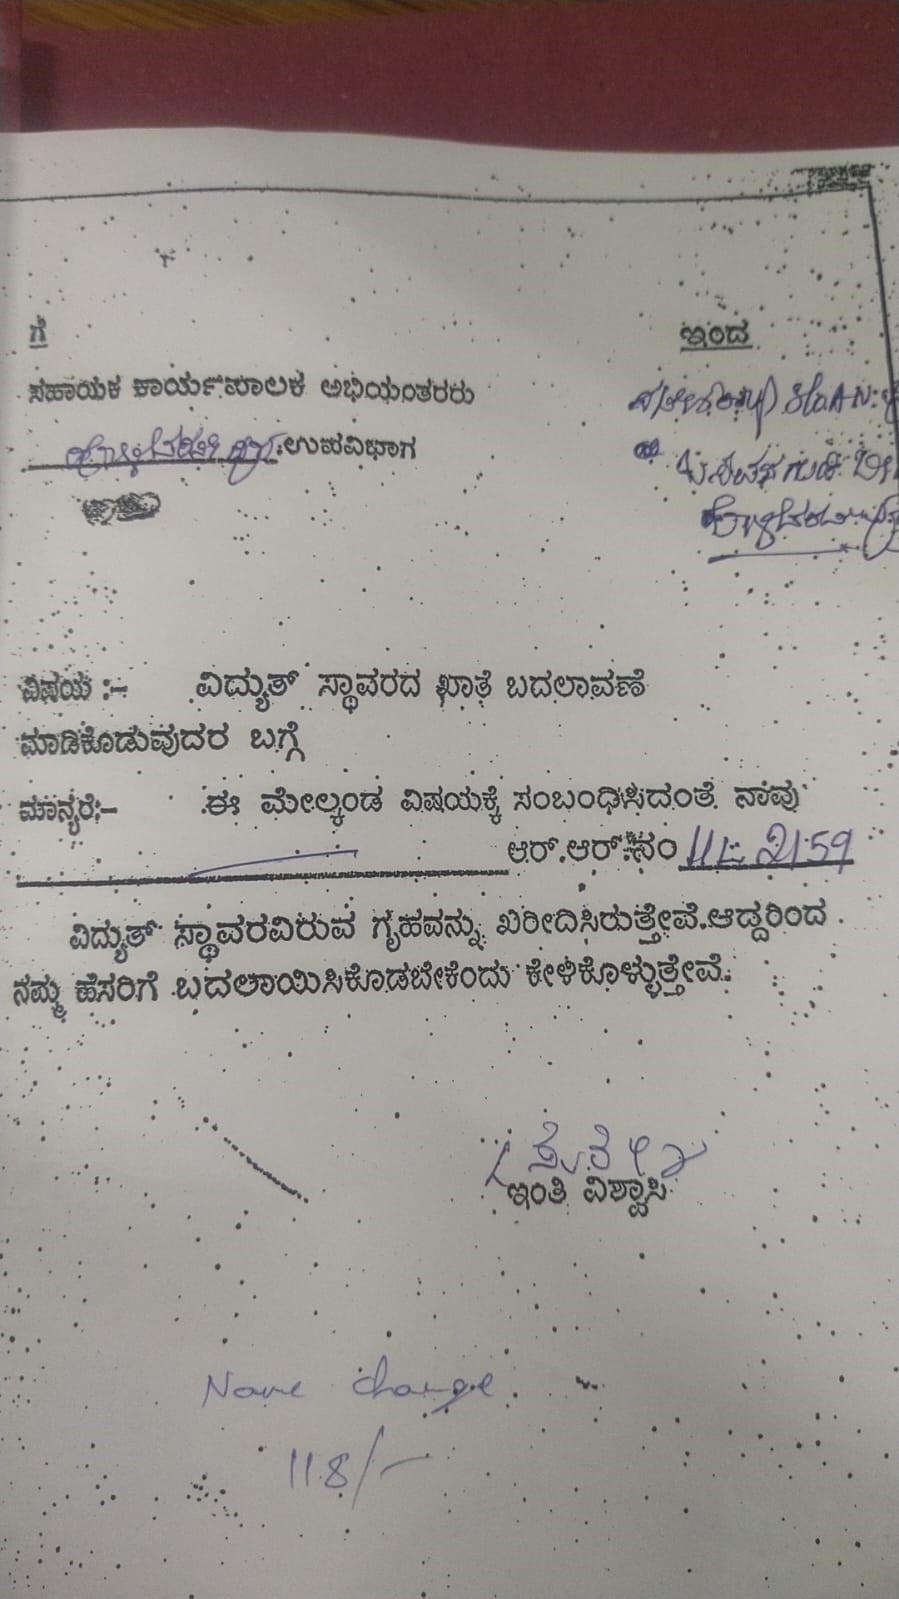 ಗೆ
ಇಂದ
ಸಹಾಯಕ ಕಾರ್ಯಪಾಲಕ ಅಭಿಯಂತರರು
ಉಪವಿಭಾಗ
ವಿಷಯ :- ವಿದ್ಯುತ್ ಸ್ಥಾವರದ ಖಾತೆ ಬದಲಾವಣೆ
ಮಾಡಿಕೊಡುವುದರ ಬಗ್ಗೆ
ಮಾನ್ಯರೆ:- ಈ ಮೇಲ್ಕಂಡ ವಿಷಯಕ್ಕೆ ಸಂಬಂಧಿಸಿದಂತೆ ನಾವು
ಆರ್.ಆರ್.ನಂ 2159
ವಿದ್ಯುತ್ ಸ್ಥಾವರವಿರುವ ಗೃಹವನ್ನು ಖರೀದಿಸಿರುತ್ತೇವೆ.ಆದ್ದರಿಂದ
ನಮ್ಮ ಹೆಸರಿಗೆ ಬದಲಾಯಿಸಿಕೊಡಬೇಕೆಂದು ಕೇಳಿಕೊಳ್ಳುತ್ತೇವೆ.
ಇಂತಿ ವಿಶ್ವಾಸಿ
Name change
118/-